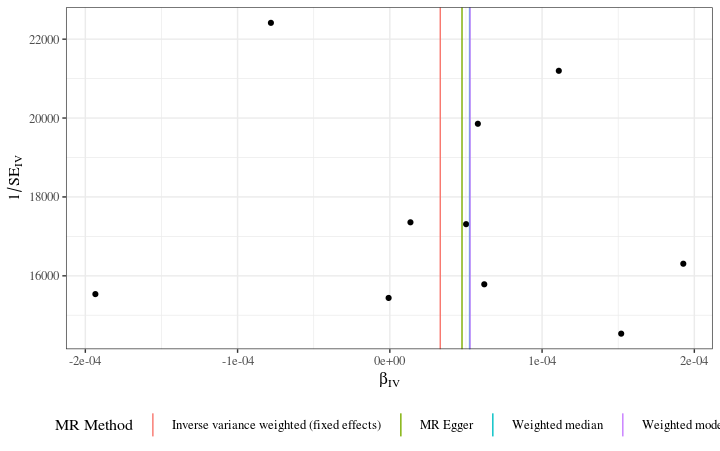 22000
20000
18000
16000
1/SE_IV
-2e-04 -1e-04 0e+00 1e-04 2e-04
β_IV
MR Method Inverse variance weighted (fixed effects) MR Egger Weighted median Weighted mode